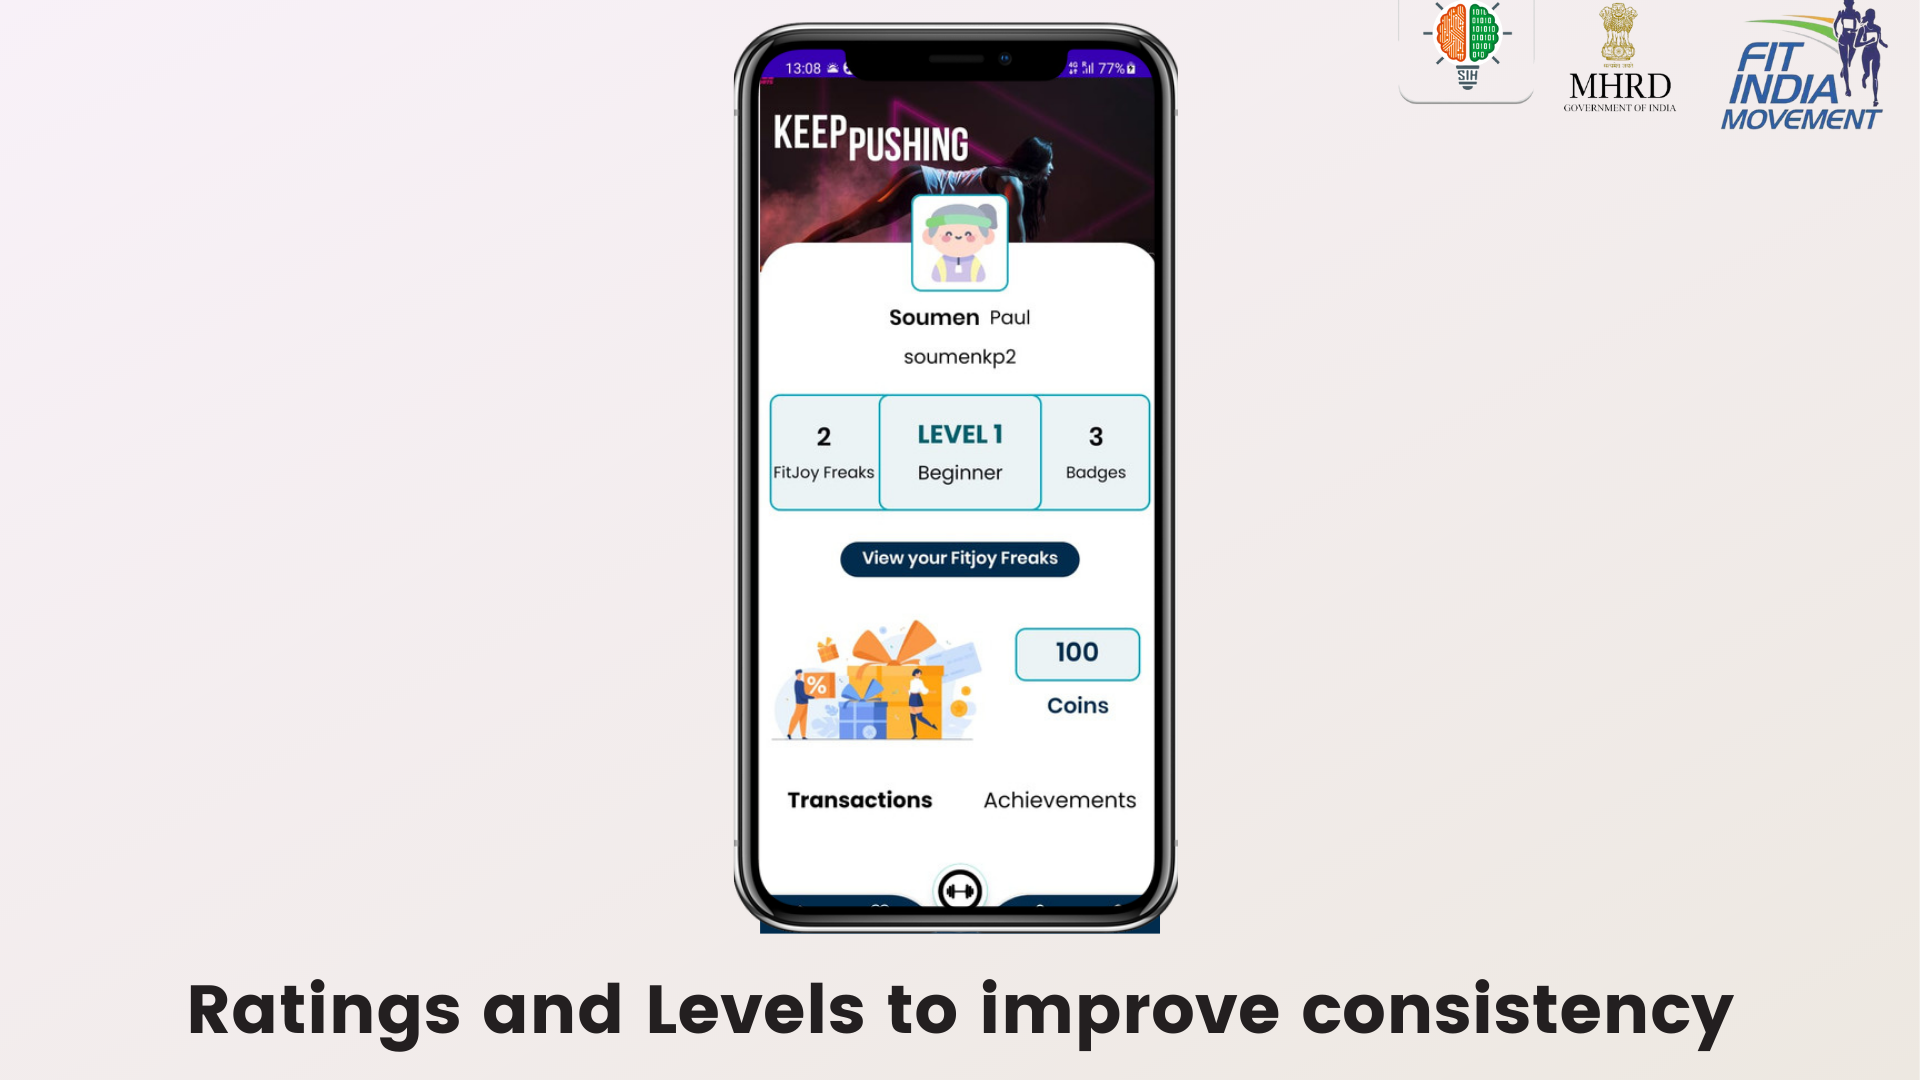 SIH
MHRD
GOVERNMENT OF INDIA
FIT
INDIA
MOVEMENT
13:08
4G
R
77%
KEEP PUSHING
Soumen Paul
soumenkp2
2
FitJoy Freaks
LEVEL 1
Beginner
3
Badges
View your Fitjoy Freaks
%
100
Coins
Transactions Achievements
Ratings and Levels to improve consistency